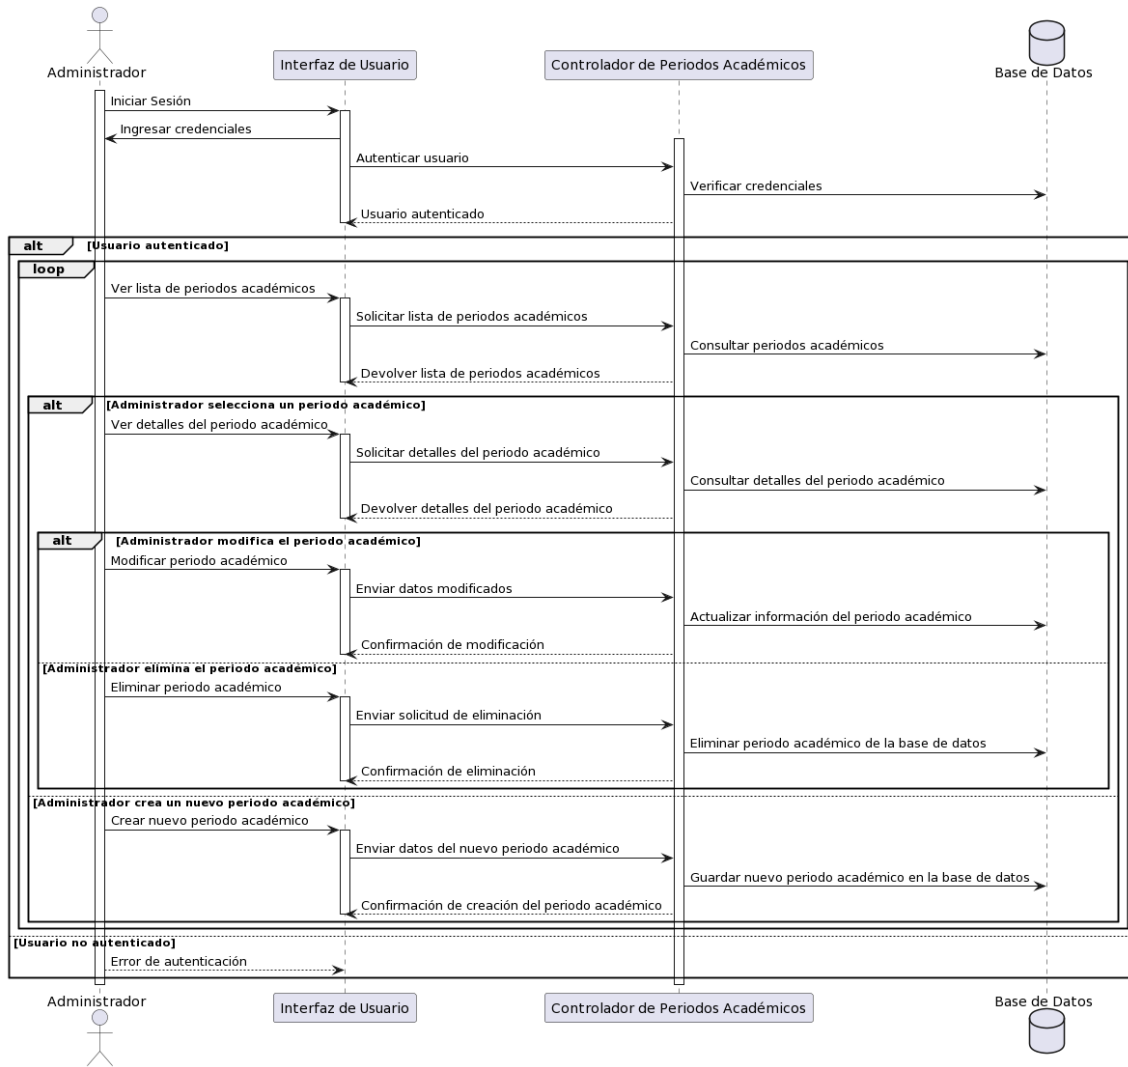 Administrador
Interfaz de Usuario
Controlador de Periodos Académicos
Base de Datos
Iniciar Sesión
Ingresar credenciales
Autenticar usuario
Verificar credenciales
Usuario autenticado
alt [Usuario autenticado]
loop
Ver lista de periodos académicos
Solicitar lista de periodos académicos
Consultar periodos académicos
Devolver lista de periodos académicos
alt [Administrador selecciona un periodo académico]
Ver detalles del periodo académico
Solicitar detalles del periodo académico
Consultar detalles del periodo académico
Devolver detalles del periodo académico
alt [Administrador modifica el periodo académico]
Modificar periodo académico
Enviar datos modificados
Actualizar información del periodo académico
Confirmación de modificación
[Administrador elimina el periodo académico]
Eliminar periodo académico
Enviar solicitud de eliminación
Eliminar periodo académico de la base de datos
Confirmación de eliminación
[Administrador crea un nuevo periodo académico]
Crear nuevo periodo académico
Enviar datos del nuevo periodo académico
Guardar nuevo periodo académico en la base de datos
Confirmación de creación del periodo académico
[Usuario no autenticado]
Error de autenticación
Administrador
Interfaz de Usuario
Controlador de Periodos Académicos
Base de Datos